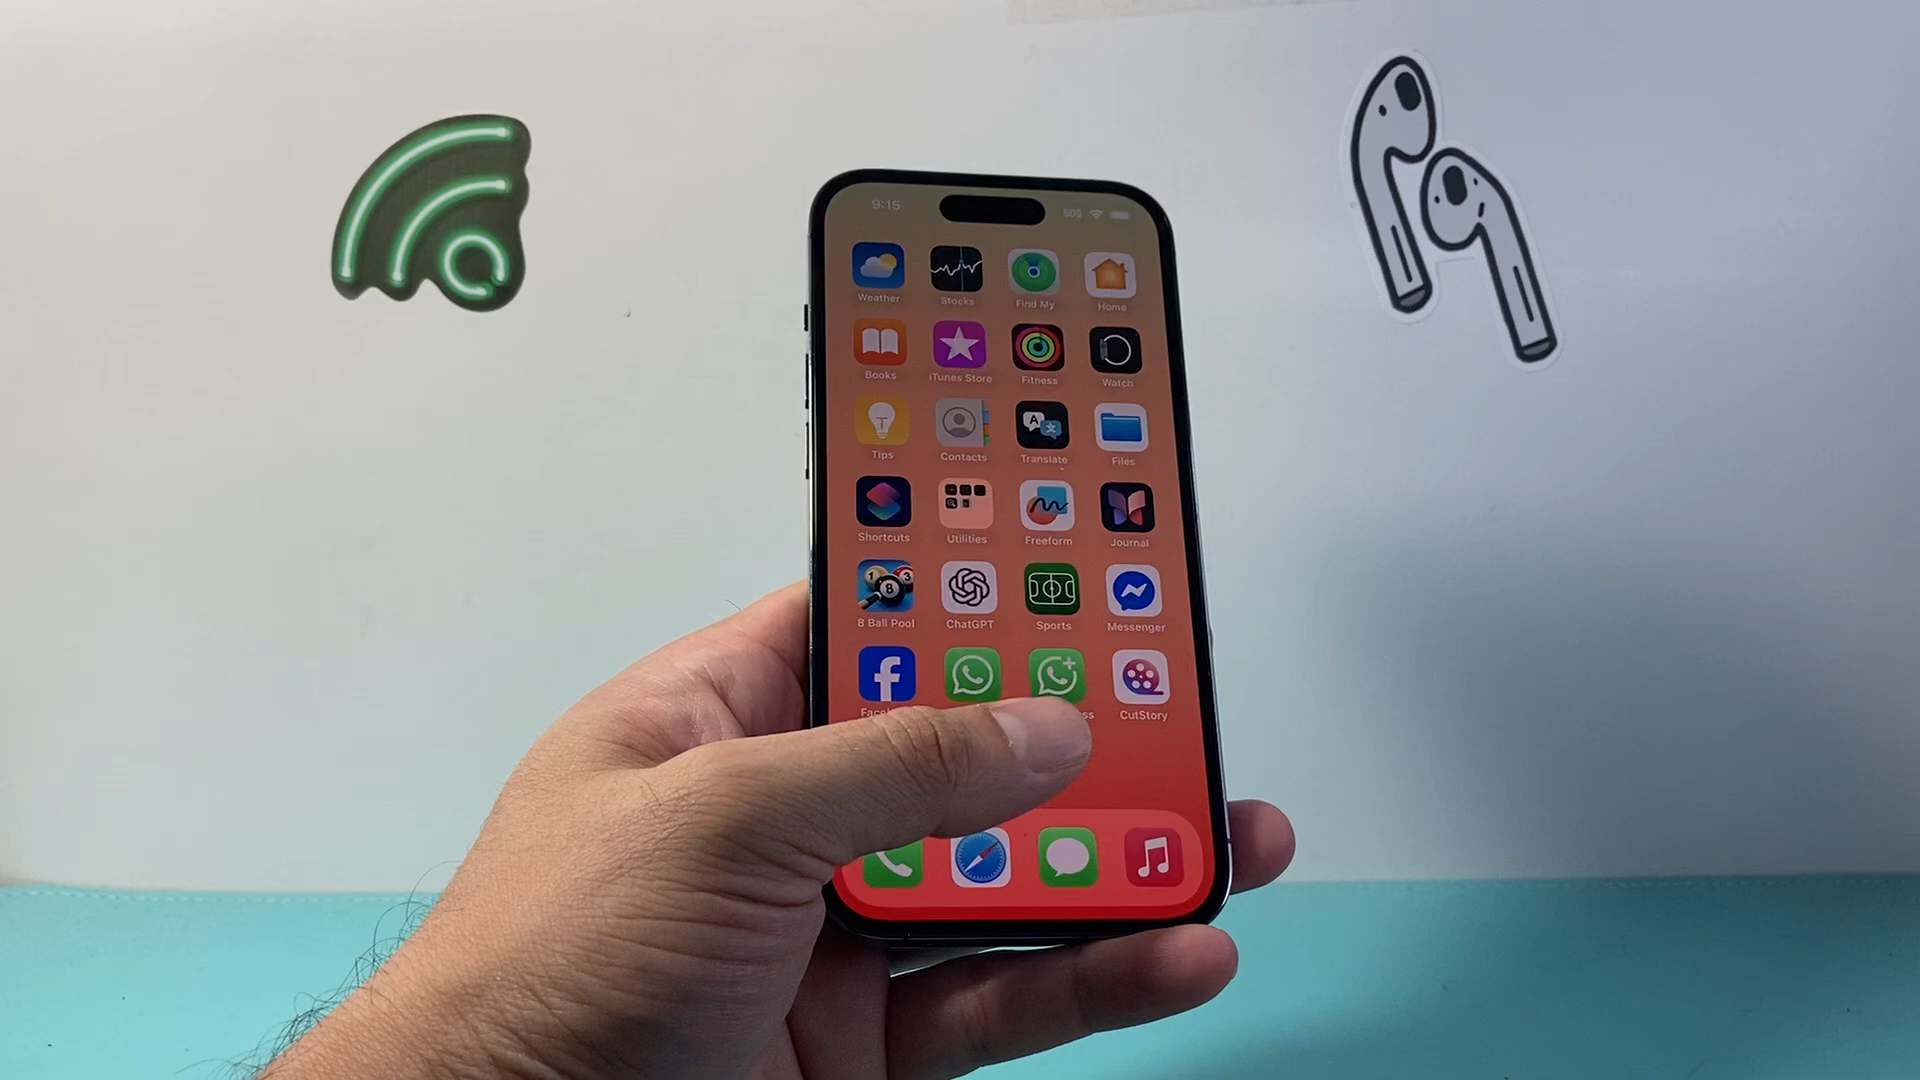 9:15 SOS
Weather Stocks Find My Home
Books iTunes Store Fitness Watch
Tips Contacts Translate Files
Shortcuts Utilities Freeform Journal
8 Ball Pool ChatGPT Sports Messenger
CutStory